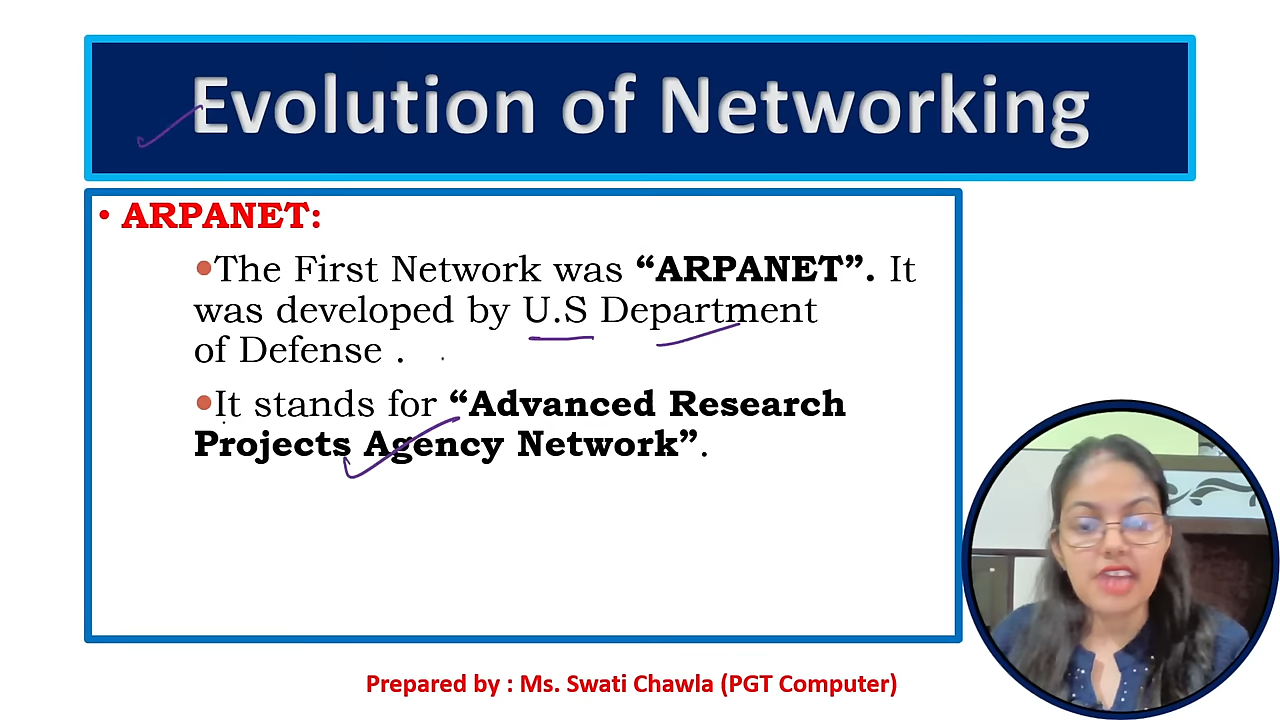 Evolution of Networking
• ARPANET:
•The First Network was “ARPANET”. It
was developed by U.S Department
of Defense .
•It stands for “Advanced Research
Projects Agency Network”.
Prepared by : Ms. Swati Chawla (PGT Computer)